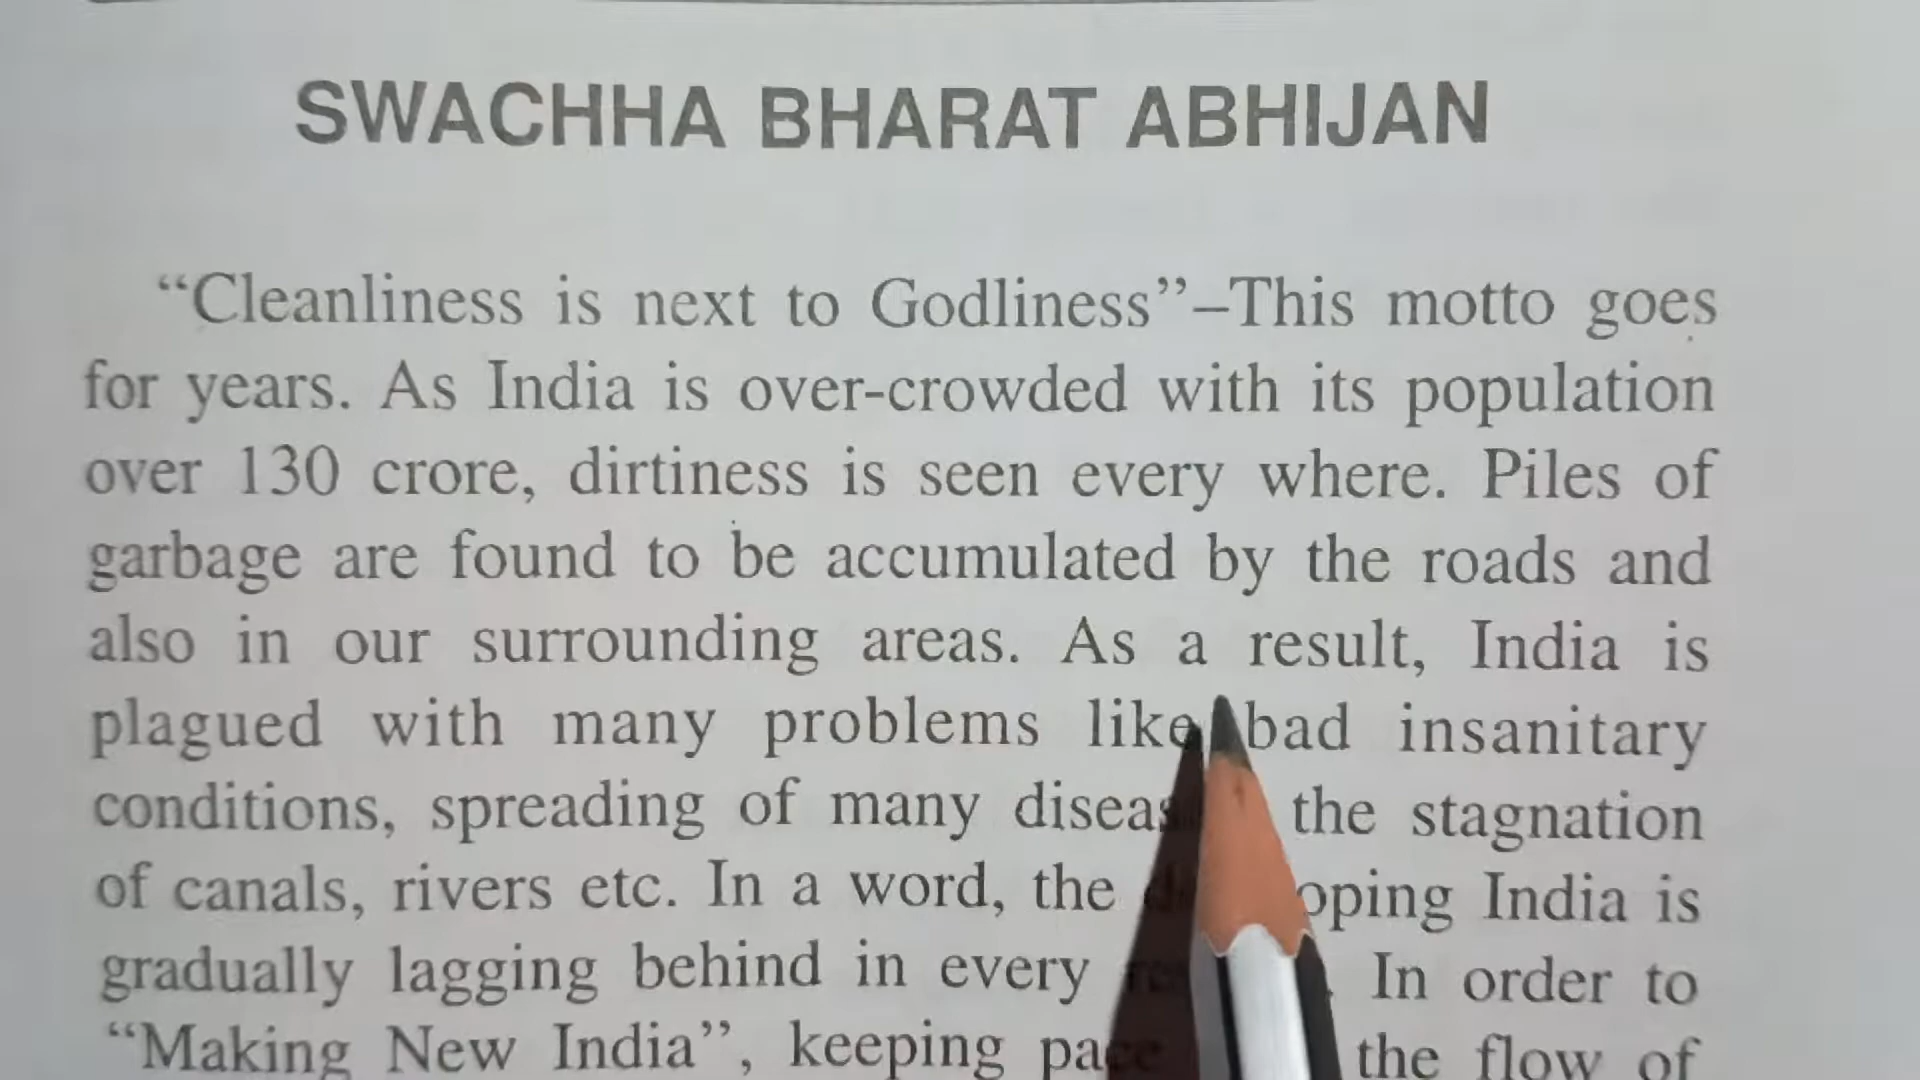 SWACHHA BHARAT ABHIJAN
“Cleanliness is next to Godliness”–This motto goes
for years. As India is over-crowded with its population
over 130 crore, dirtiness is seen every where. Piles of
garbage are found to be accumulated by the roads and
also in our surrounding areas. As a result, India is
plagued with many problems like bad insanitary
conditions, spreading of many the stagnation
of canals, rivers etc. In a word, the India is
gradually lagging behind in every In order to
“Making New India”, keeping pace the flow of